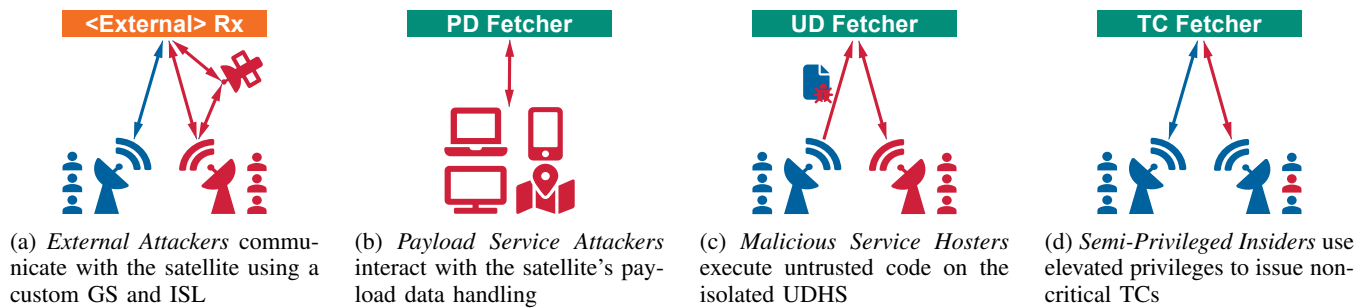 <External> Rx
PD Fetcher
UD Fetcher
TC Fetcher
(a) External Attackers commu-
nicate with the satellite using a
custom GS and ISL
(b) Payload Service Attackers
interact with the satellite's pay-
load data handling
(c) Malicious Service Hosters
execute untrusted code on the
isolated UDHS
(d) Semi-Privileged Insiders use
elevated privileges to issue non-
critical TCs